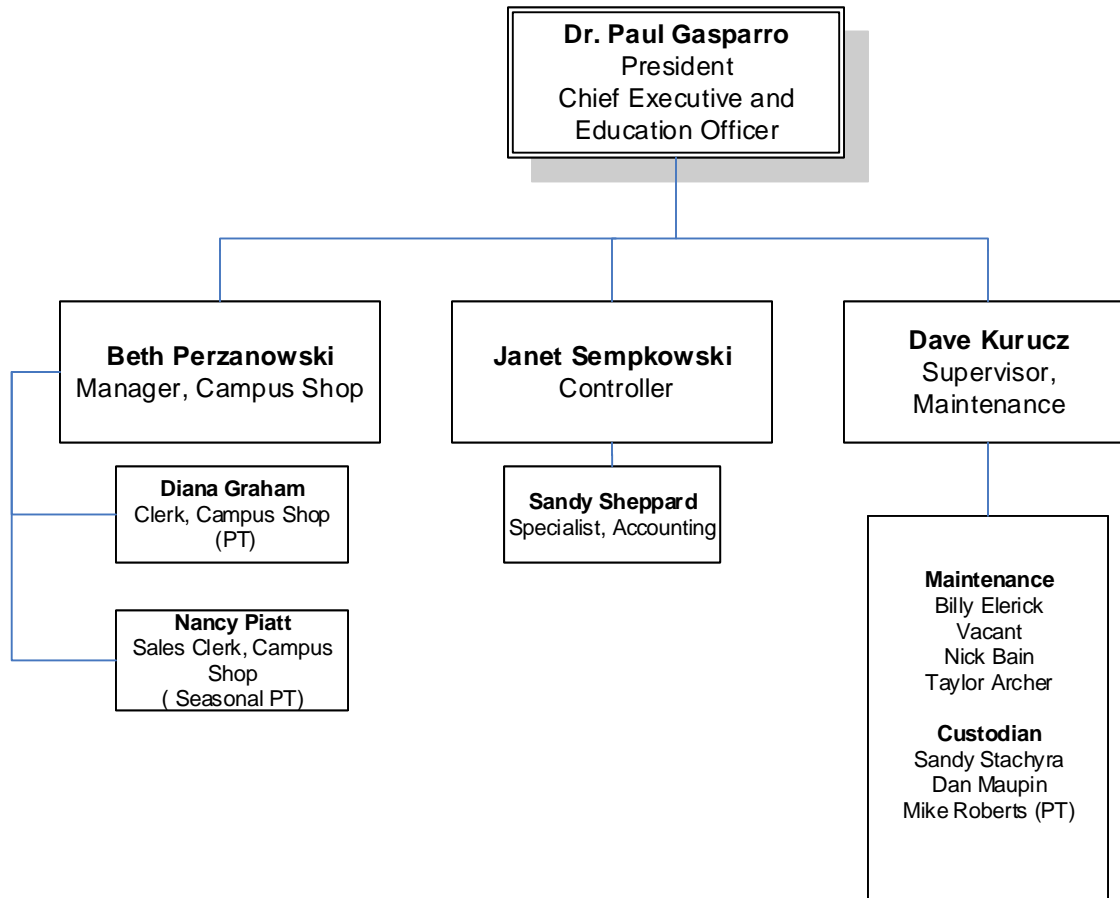 Dr. Paul Gasparro
President
Chief Executive and
Education Officer
Beth Perzanowski
Manager, Campus Shop
Janet Sempkowski
Controller
Dave Kurucz
Supervisor,
Maintenance
Diana Graham
Clerk, Campus Shop
(PT)
Nancy Piatt
Sales Clerk, Campus
Shop
( Seasonal PT)
Sandy Sheppard
Specialist, Accounting
Maintenance
Billy Elerick
Vacant
Nick Bain
Taylor Archer
Custodian
Sandy Stachyra
Dan Maupin
Mike Roberts (PT)